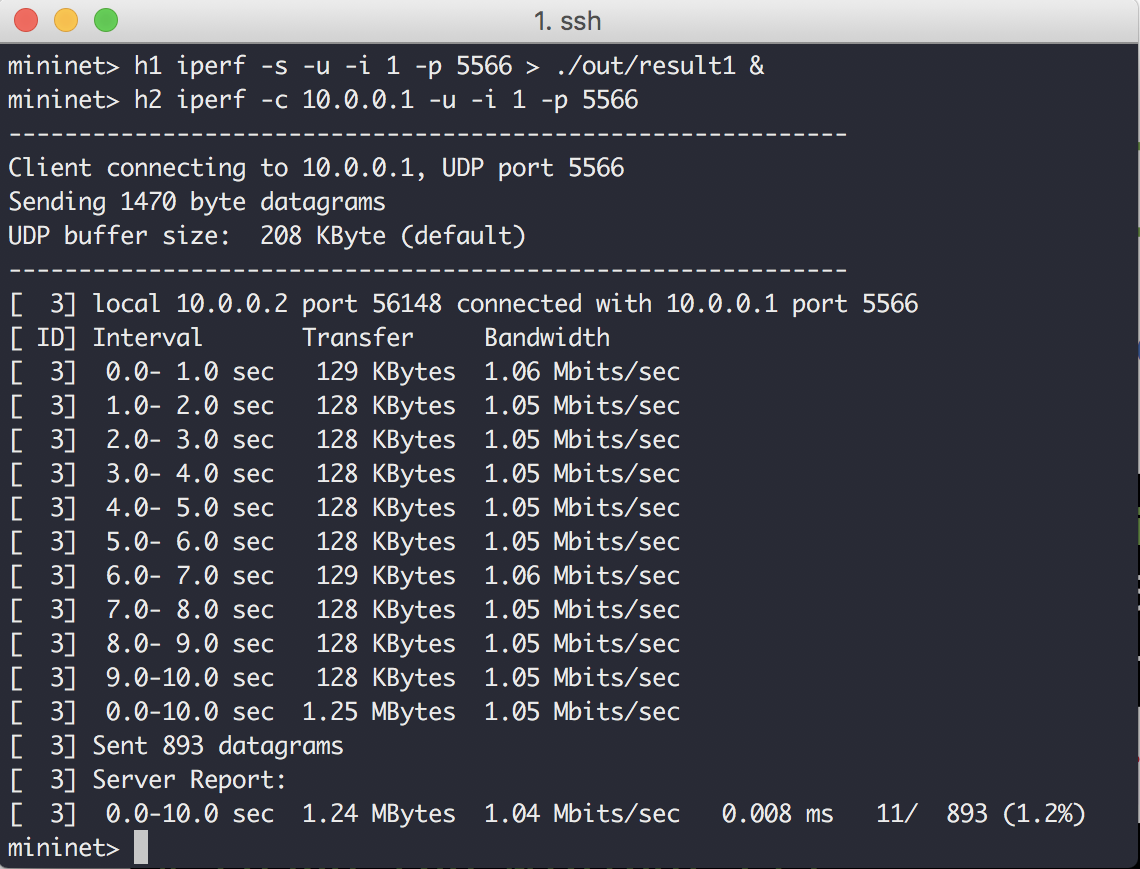 1. ssh
mininet> h1 iperf -s -u -i 1 -p 5566 > ./out/result1 &
mininet> h2 iperf -c 10.0.0.1 -u -i 1 -p 5566
------------------------------------------------------------
Client connecting to 10.0.0.1, UDP port 5566
Sending 1470 byte datagrams
UDP buffer size:  208 KByte (default)
------------------------------------------------------------
[  3] local 10.0.0.2 port 56148 connected with 10.0.0.1 port 5566
[ ID] Interval       Transfer     Bandwidth
[  3]  0.0- 1.0 sec   129 KBytes  1.06 Mbits/sec
[  3]  1.0- 2.0 sec   128 KBytes  1.05 Mbits/sec
[  3]  2.0- 3.0 sec   128 KBytes  1.05 Mbits/sec
[  3]  3.0- 4.0 sec   128 KBytes  1.05 Mbits/sec
[  3]  4.0- 5.0 sec   128 KBytes  1.05 Mbits/sec
[  3]  5.0- 6.0 sec   128 KBytes  1.05 Mbits/sec
[  3]  6.0- 7.0 sec   129 KBytes  1.06 Mbits/sec
[  3]  7.0- 8.0 sec   128 KBytes  1.05 Mbits/sec
[  3]  8.0- 9.0 sec   128 KBytes  1.05 Mbits/sec
[  3]  9.0-10.0 sec   128 KBytes  1.05 Mbits/sec
[  3]  0.0-10.0 sec  1.25 MBytes  1.05 Mbits/sec
[  3] Sent 893 datagrams
[  3] Server Report:
[  3]  0.0-10.0 sec  1.24 MBytes  1.04 Mbits/sec   0.008 ms   11/  893 (1.2%)
mininet>